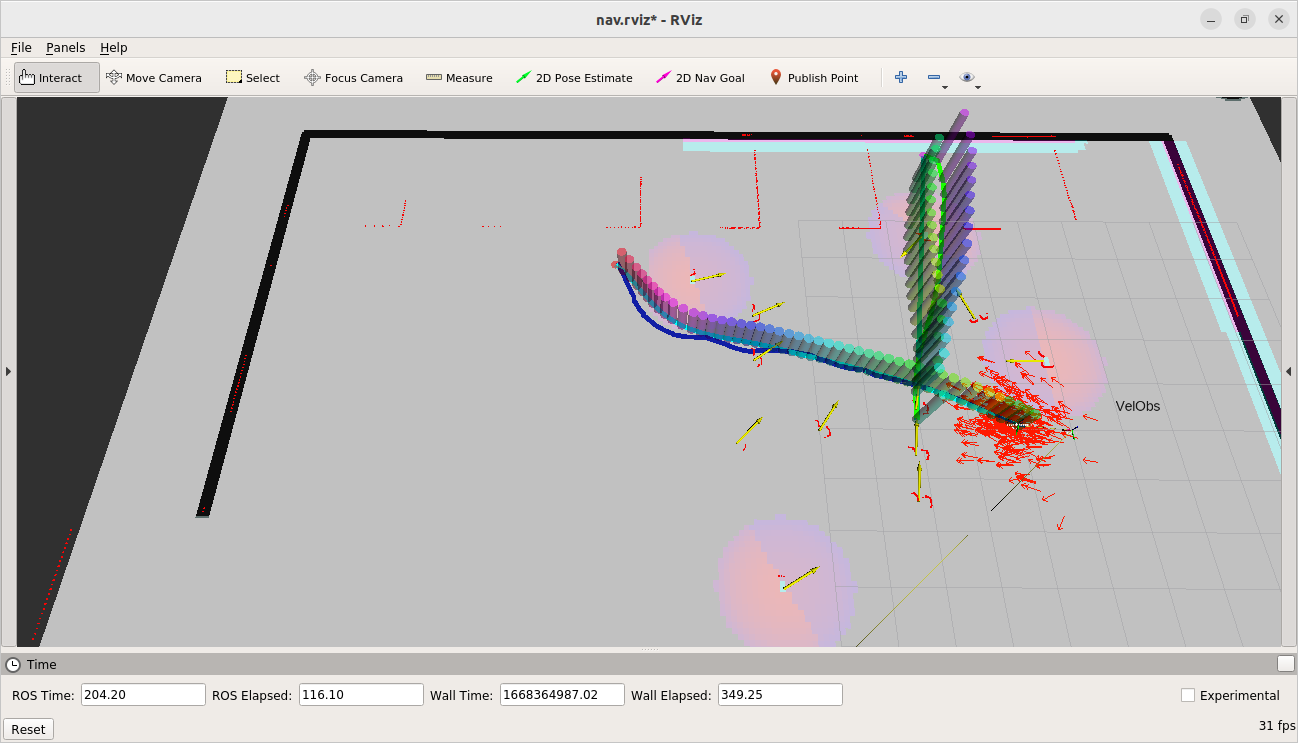 nav.rviz* - RViz
File Panels Help
Interact Move Camera Select Focus Camera Measure 2D Pose Estimate 2D Nav Goal Publish Point
VelObs
Time
ROS Time: 204.20 ROS Elapsed: 116.10 Wall Time: 1668364987.02 Wall Elapsed: 349.25 Experimental
Reset 31 fps